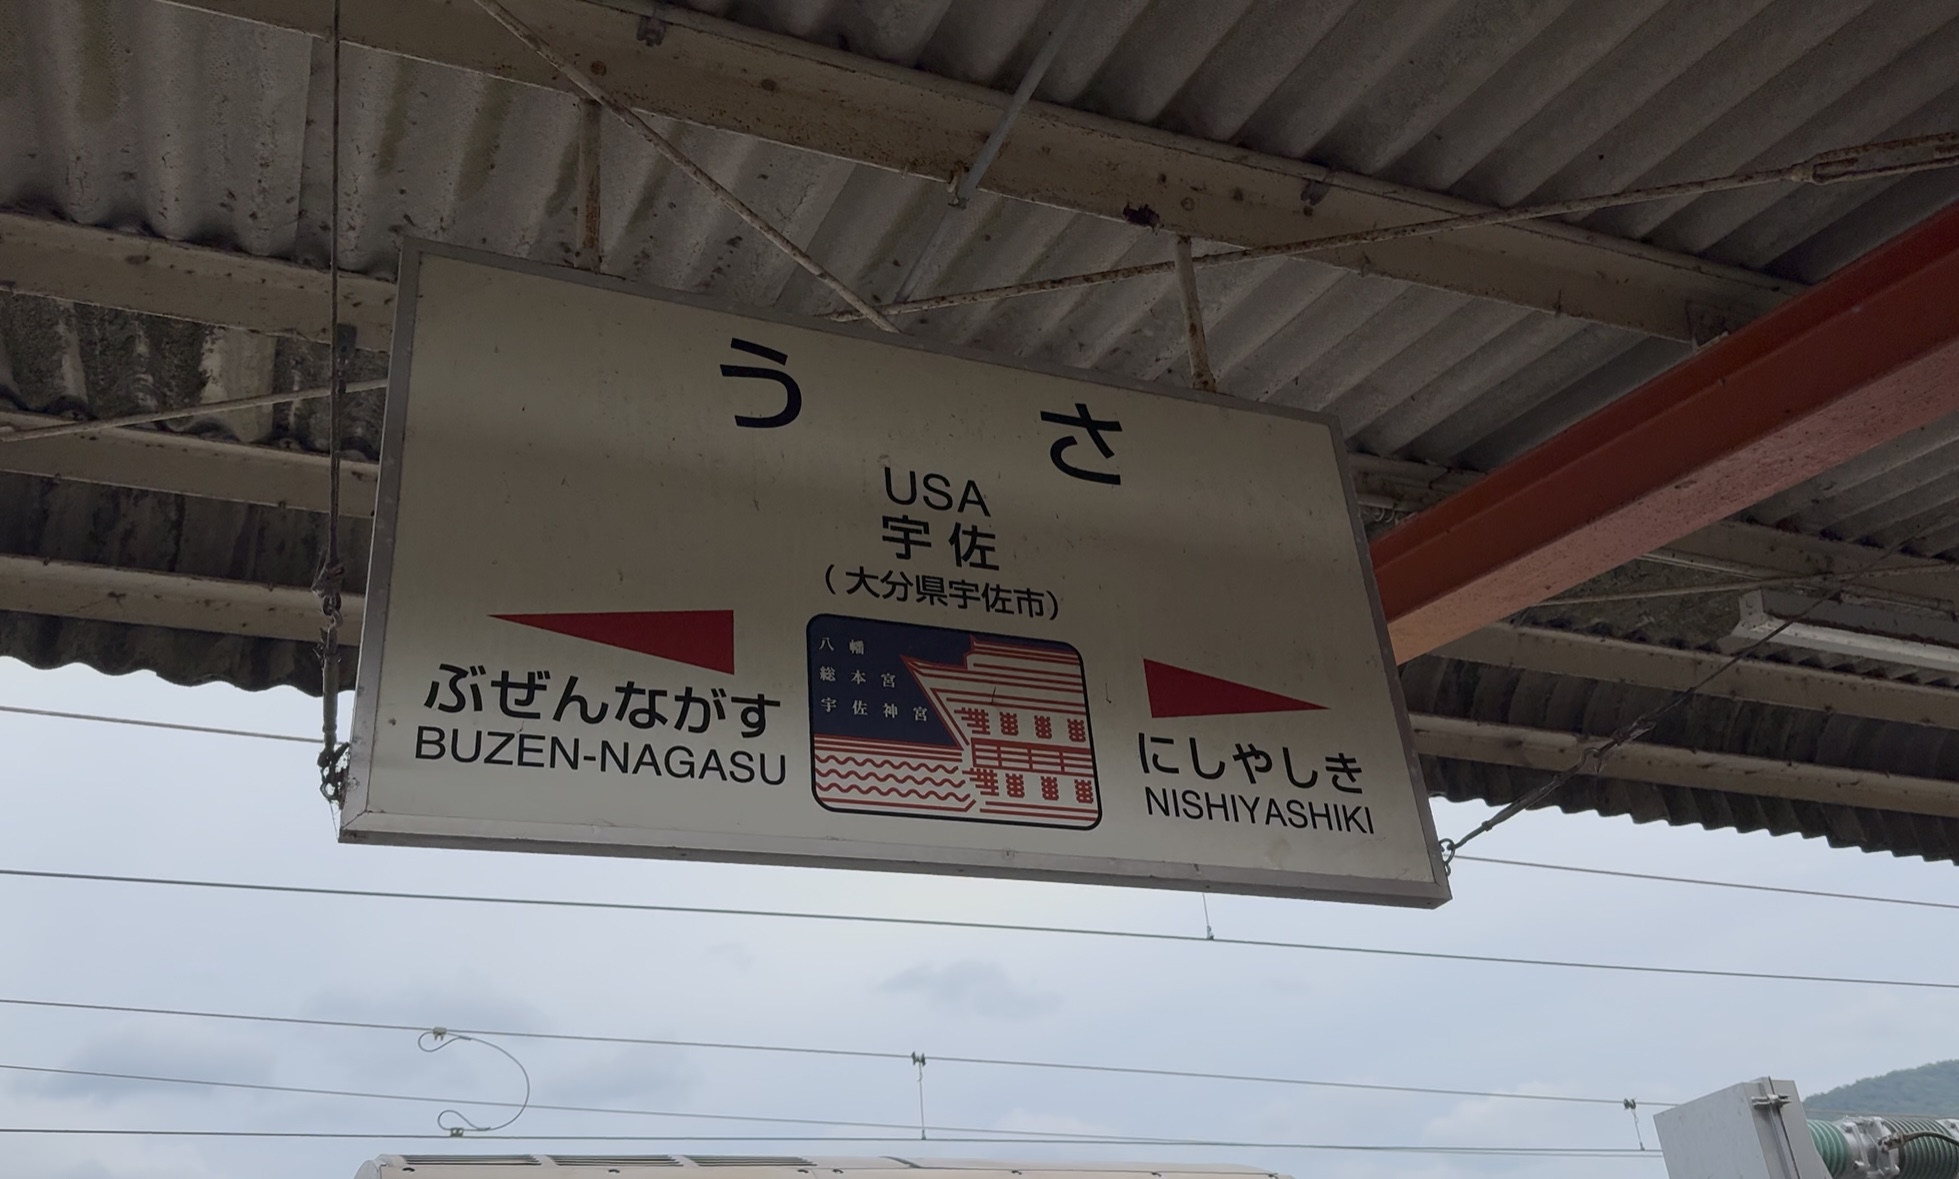 うさ
USA
宇佐
(大分県宇佐市)
ぶぜんながす
BUZEN-NAGASU
八幡
総本宮
宇佐神宮
にしやしき
NISHIYASHIKI